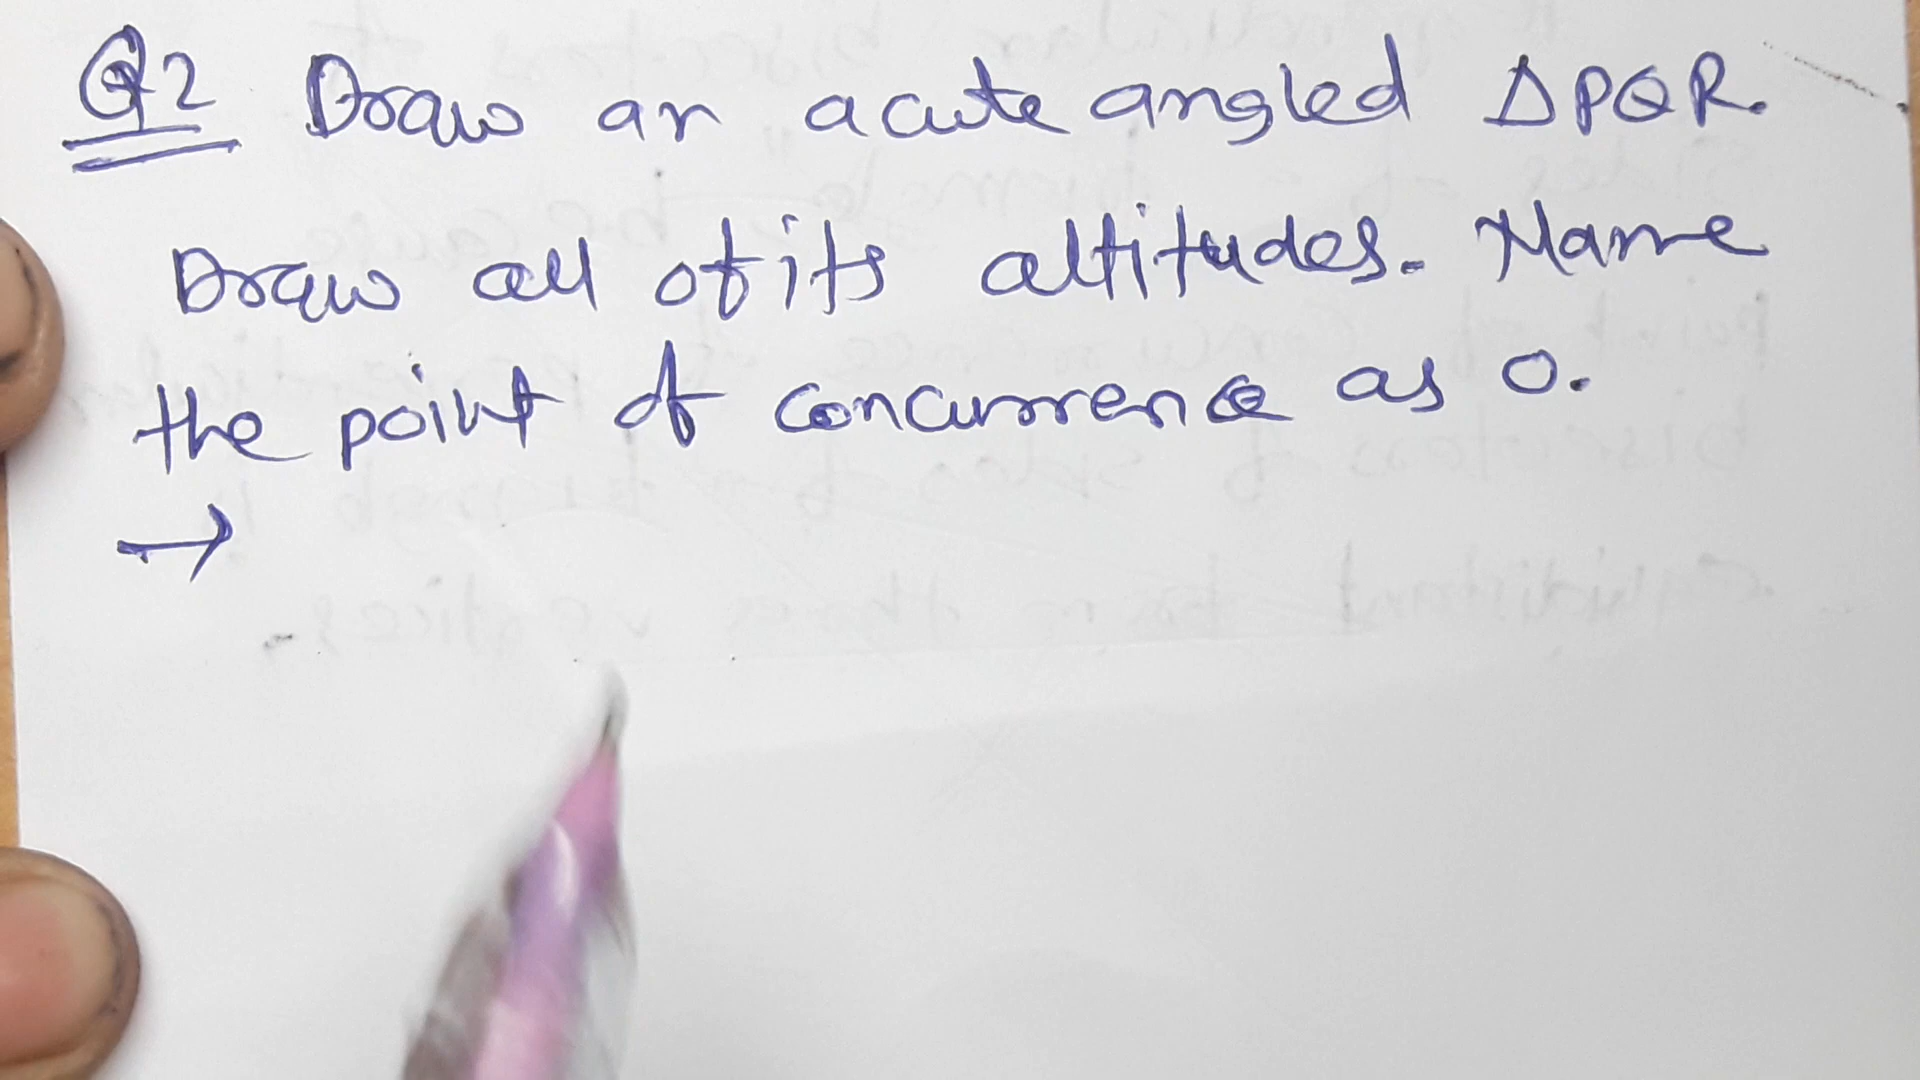 Q2 Draw an acute angled ΔPQR.
Draw all of its altitudes. Name
the point of concurrence as O.
→